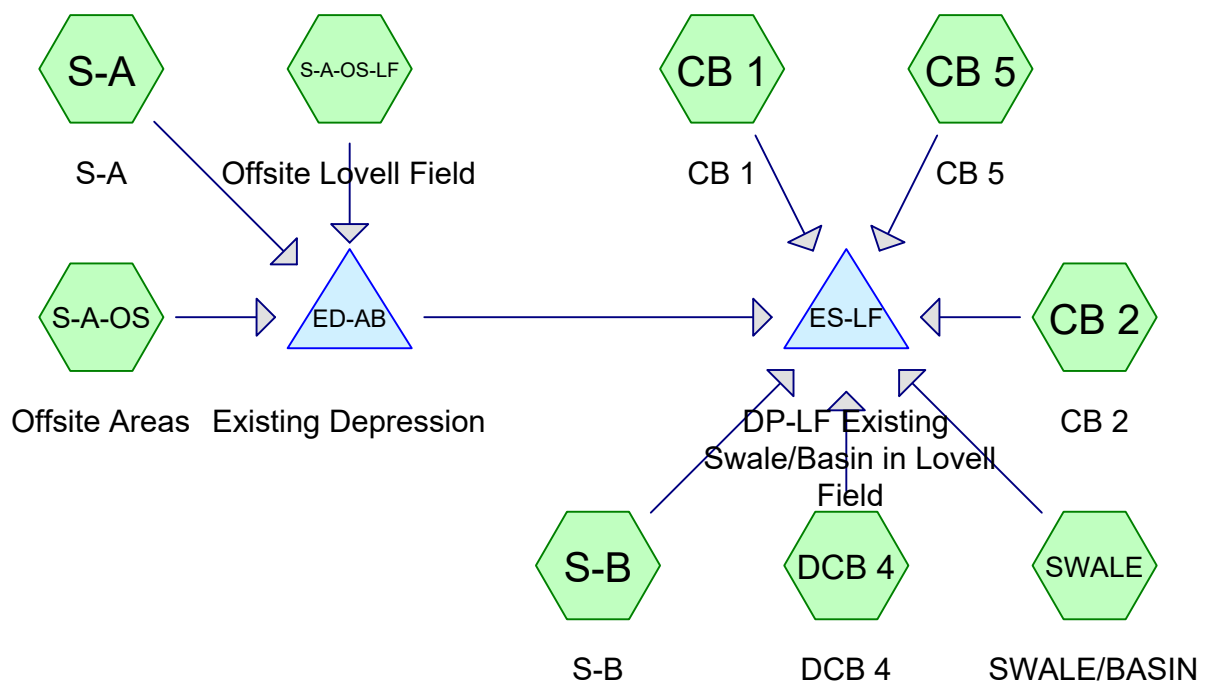 S-A
S-A-OS-LF
CB 1
CB 5
S-A
Offsite Lovell Field
CB 1
CB 5
S-A-OS
ED-AB
ES-LF
CB 2
Offsite Areas
Existing Depression
DP-LF Existing
Swale/Basin in Lovell
Field
CB 2
S-B
DCB 4
SWALE
S-B
DCB 4
SWALE/BASIN